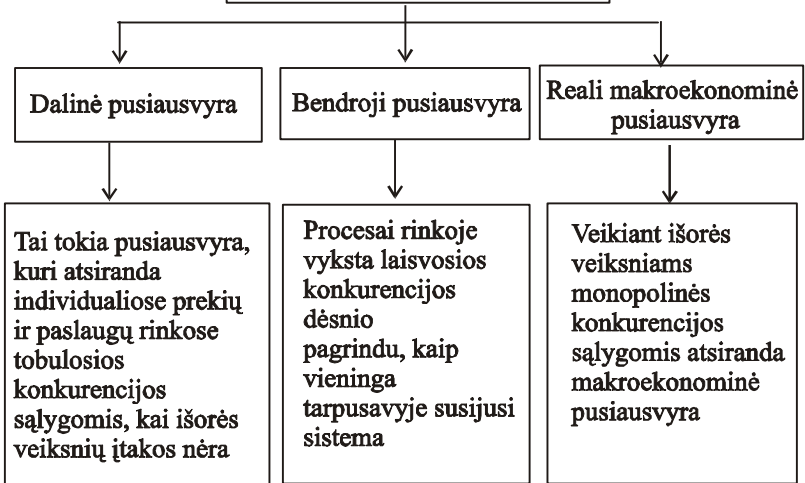 Dalinė pusiausvyra
Bendroji pusiausvyra
Reali makroekonominė
pusiausvyra
Tai tokia pusiausvyra,
kuri atsiranda
individualiose prekių
ir paslaugų rinkose
tobulosios
konkurencijos
sąlygomis, kai išorės
veiksnių įtakos nėra
Procesai rinkoje
vyksta laisvosios
konkurencijos
dėsnio
pagrindu, kaip
vieninga
tarpusavyje susijusi
sistema
Veikiant išorės
veiksniams
monopolinės
konkurencijos
sąlygomis atsiranda
makroekonominė
pusiausvyra